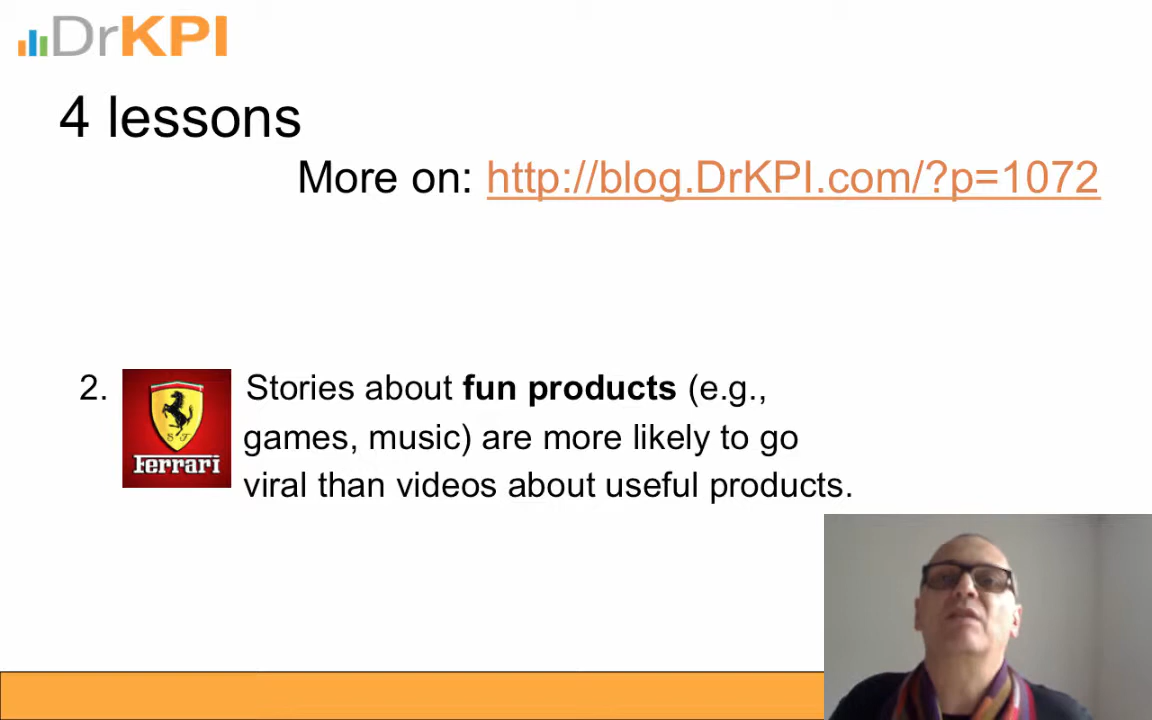 DrKPI
4 lessons
More on: http://blog.DrKPI.com/?p=1072
2.
Ferrari
S F
Stories about fun products (e.g.,
games, music) are more likely to go
viral than videos about useful products.